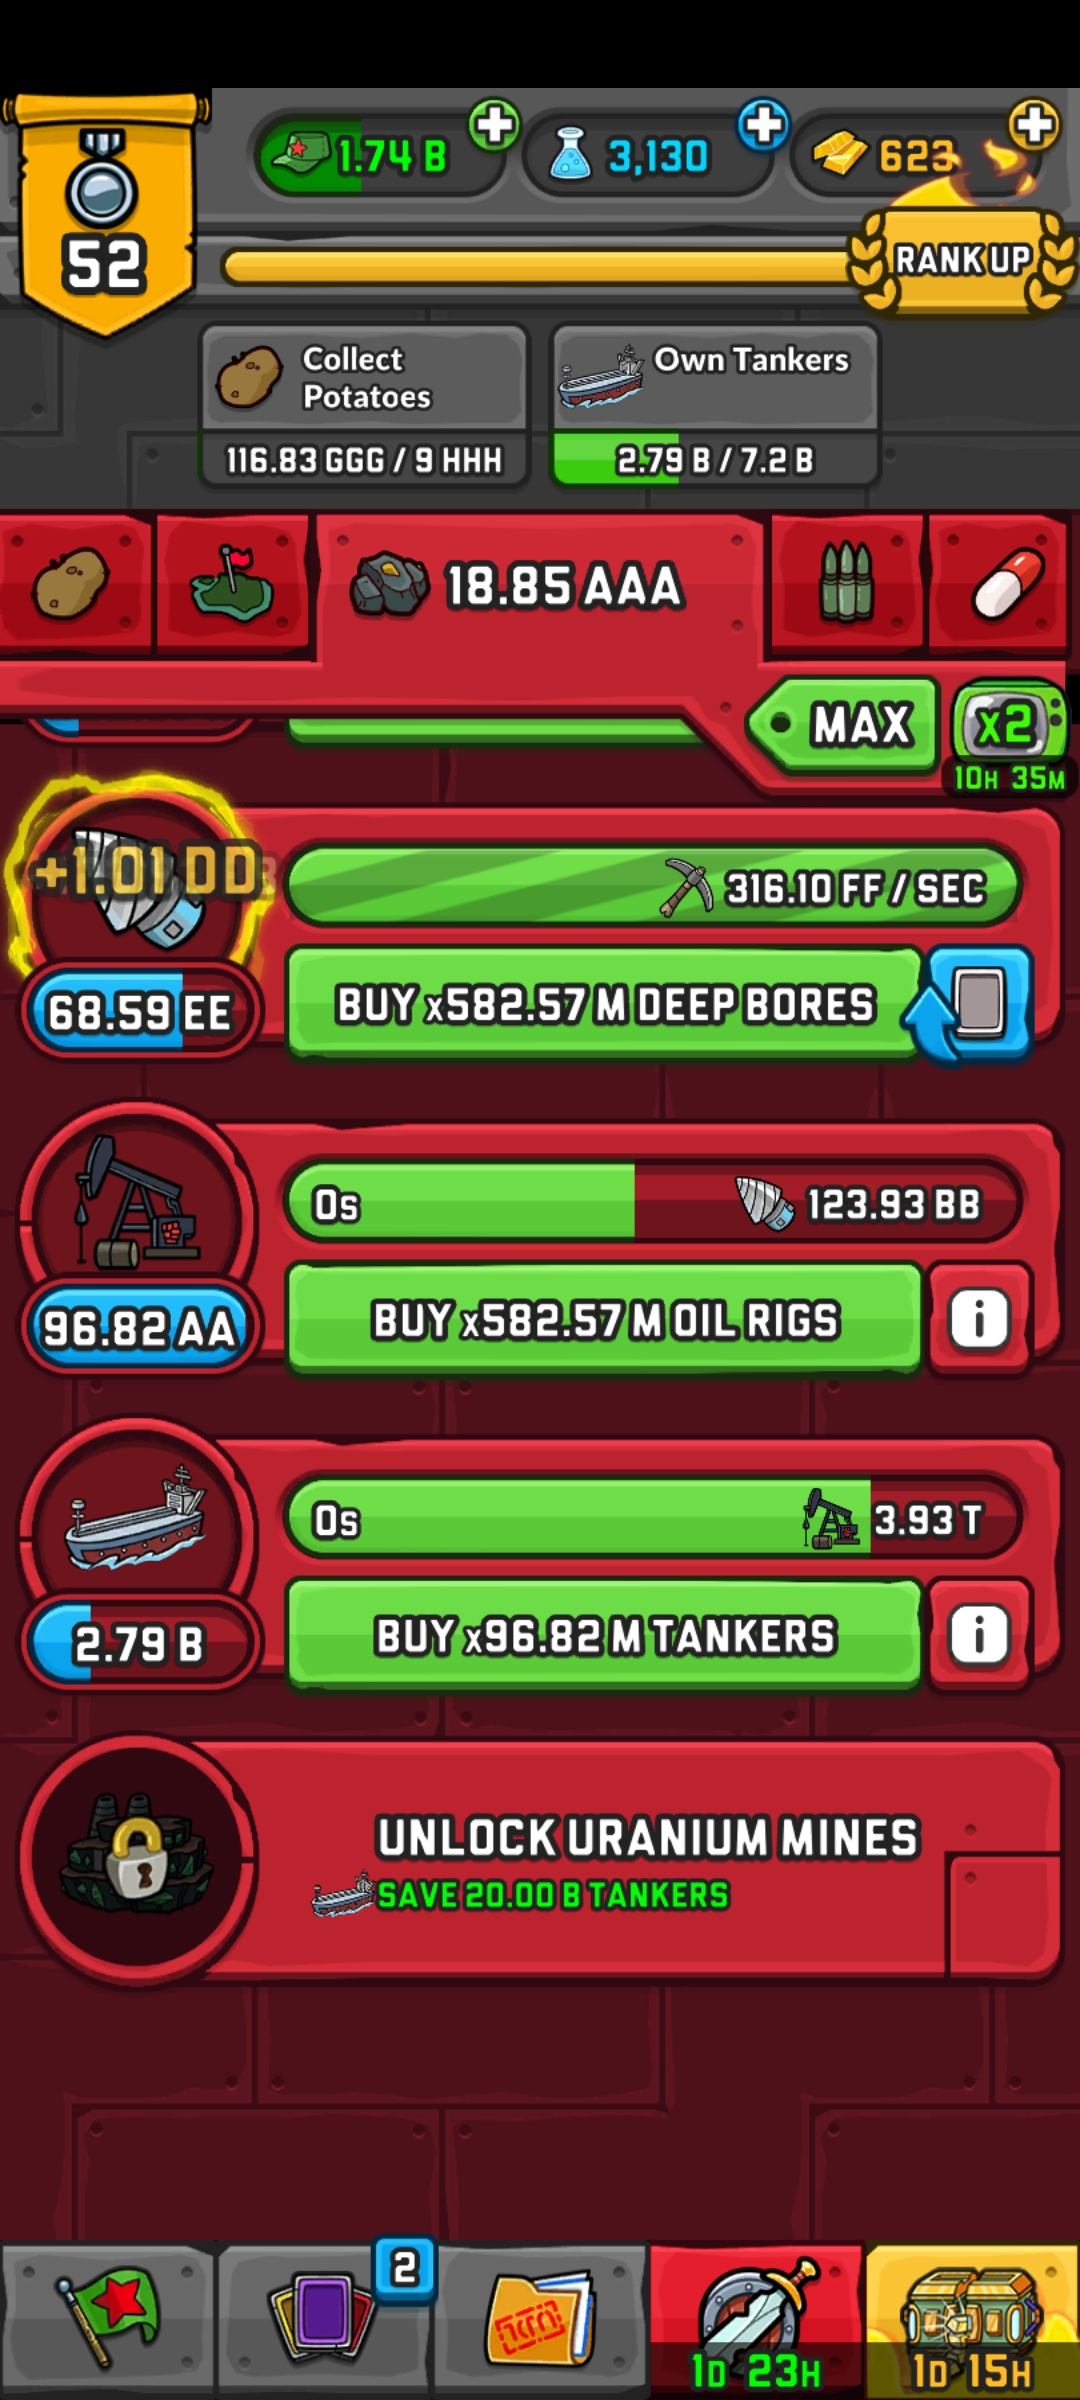 1.74 B
3,130
623
52
RANK UP
Collect
Potatoes
116.83 GGG / 9 HHH
Own Tankers
2.79 B / 7.2 B
18.85 AAA
MAX
x2
10H 35M
+1.01 DD
316.10 FF / SEC
68.59 EE
BUY x582.57 M DEEP BORES
0s
123.93 BB
96.82 AA
BUY x582.57 M OIL RIGS
i
0s
3.93 T
2.79 B
BUY x96.82 M TANKERS
i
UNLOCK URANIUM MINES
SAVE 20.00 B TANKERS
2
1D 23H
1D 15H